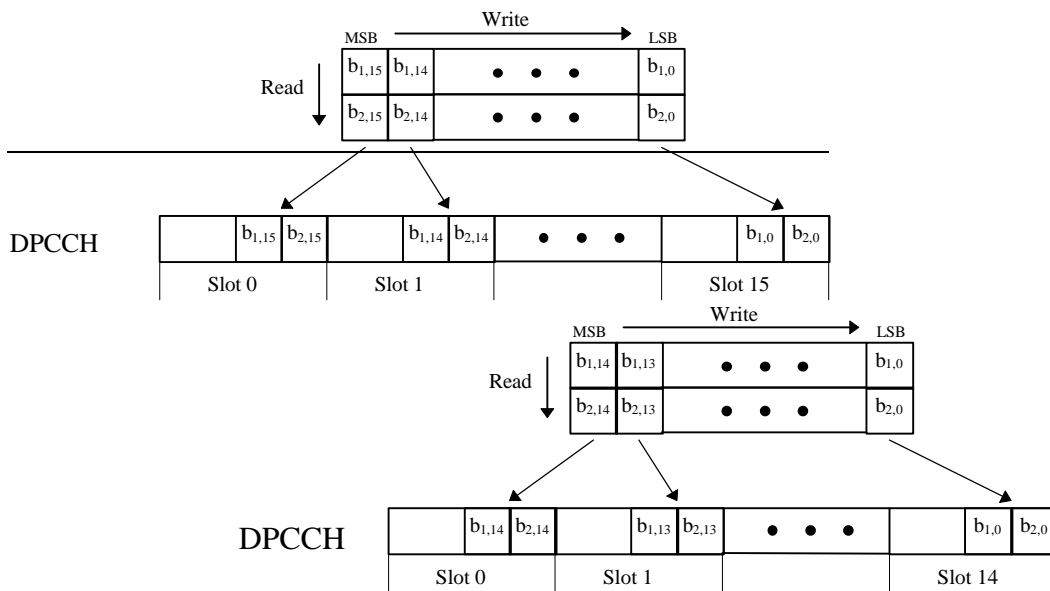 Write
MSB LSB
b1,15 b1,14 • • • b1,0
Read
b2,15 b2,14 • • • b2,0
DPCCH b1,15 b2,15 b1,14 b2,14 • • • b1,0 b2,0
Slot 0 Slot 1 Slot 15
Write
MSB LSB
b1,14 b1,13 • • • b1,0
Read
b2,14 b2,13 • • • b2,0
DPCCH b1,14 b2,14 b1,13 b2,13 • • • b1,0 b2,0
Slot 0 Slot 1 Slot 14